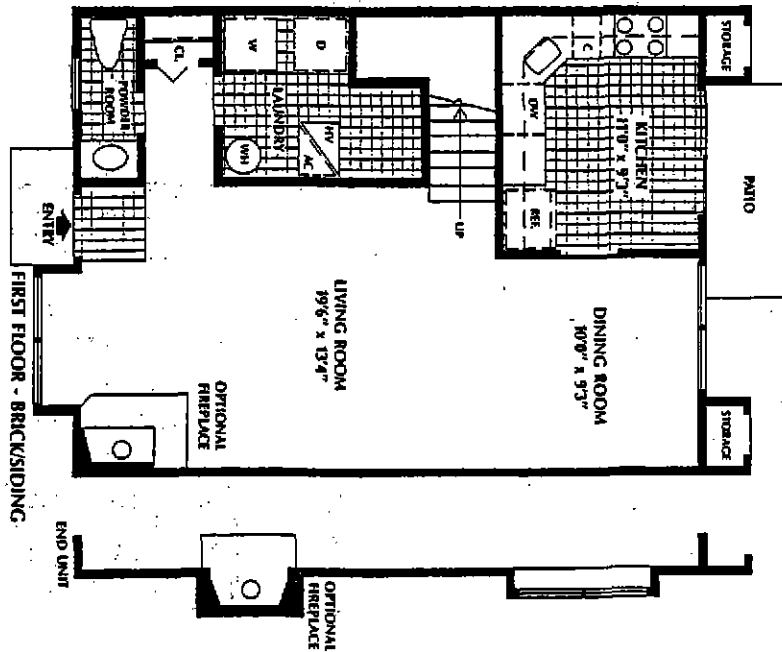 STORAGE
PATIO
C
DW
REF.
KITCHEN
11'0" x 9'3"
UP
DINING ROOM
10'0" x 9'3"
STORAGE
W
D
LAUNDRY
HV
AC
WH
CL.
LIVING ROOM
19'6" x 13'4"
POWDER
ROOM
ENTRY
OPTIONAL
FIREPLACE
FIRST FLOOR - BRICK/SIDING
END UNIT
OPTIONAL
FIREPLACE